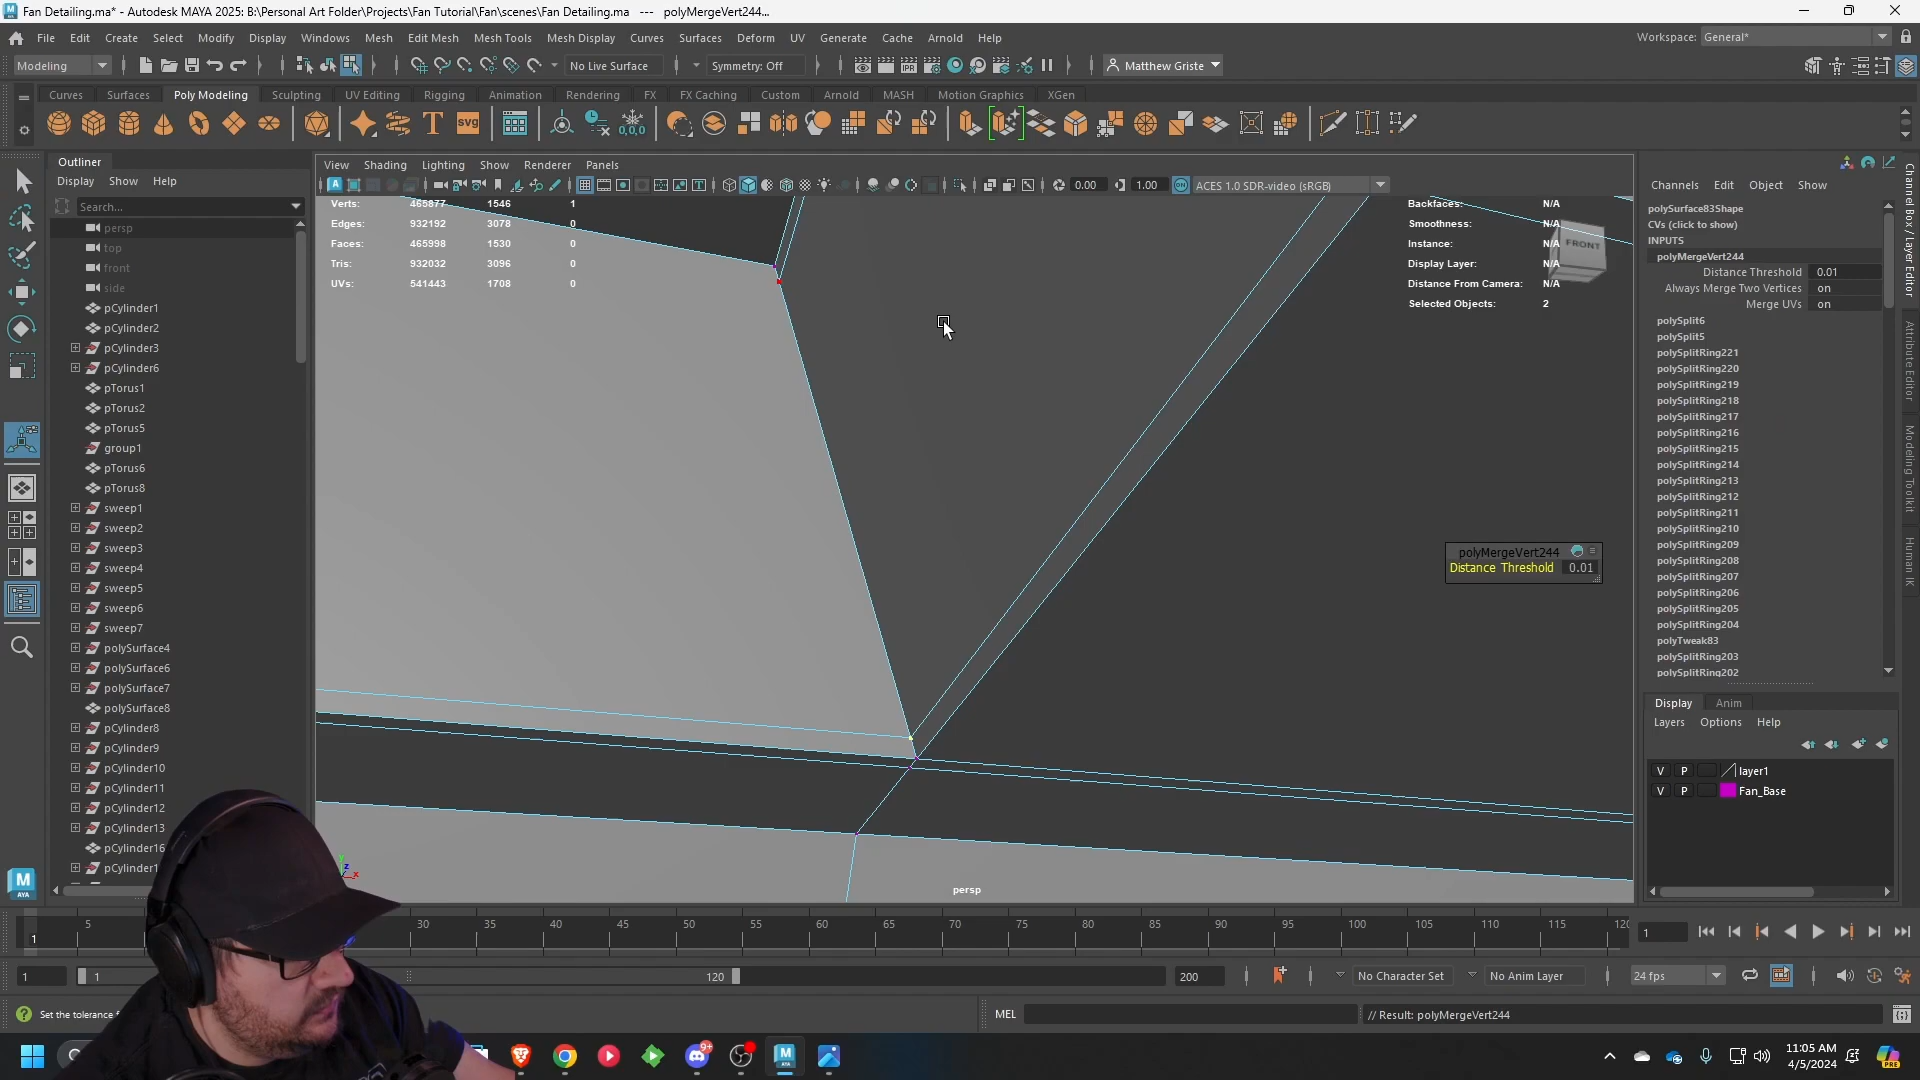 Fan Detailing.ma* - Autodesk MAYA 2025: B:\Personal Art Folder\Projects\Fan Tutorial\Fan\scenes\Fan Detailing.ma --- polyMergeVert244...
File Edit Create Select Modify Display Windows Mesh Edit Mesh Mesh Tools Mesh Display Curves Surfaces Deform UV Generate Cache Arnold Help
Workspace: General*
Modeling No Live Surface Symmetry: Off Matthew Griste
Curves Surfaces Poly Modeling Sculpting UV Editing Rigging Animation Rendering FX FX Caching Custom Arnold MASH Motion Graphics XGen
Outliner
Display Show Help
Search...
persp
top
front
side
pCylinder1
pCylinder2
pCylinder3
pCylinder6
pTorus1
pTorus2
pTorus5
group1
pTorus6
pTorus8
sweep1
sweep2
sweep3
sweep4
sweep5
sweep6
sweep7
polySurface4
polySurface6
polySurface7
polySurface8
pCylinder8
pCylinder9
pCylinder10
pCylinder11
pCylinder12
pCylinder13
pCylinder16
pCylinder1
View Shading Lighting Show Renderer Panels
0.00 1.00 ACES 1.0 SDR-video (sRGB)
Verts: 465877 1546 1
Edges: 932192 3078 0
Faces: 465998 1530 0
Tris: 932032 3096 0
UVs: 541443 1708 0
Backfaces: N/A
Smoothness: N/A
Instance: N/A
Display Layer: N/A
Distance From Camera: N/A
Selected Objects: 2
FRONT
polyMergeVert244
Distance Threshold 0.01
persp
Channels Edit Object Show
polySurface83Shape
CVs (click to show)
INPUTS
polyMergeVert244
Distance Threshold 0.01
Always Merge Two Vertices on
Merge UVs on
polySplit6
polySplit5
polySplitRing221
polySplitRing220
polySplitRing219
polySplitRing218
polySplitRing217
polySplitRing216
polySplitRing215
polySplitRing214
polySplitRing213
polySplitRing212
polySplitRing211
polySplitRing210
polySplitRing209
polySplitRing208
polySplitRing207
polySplitRing206
polySplitRing205
polySplitRing204
polyTweak83
polySplitRing203
polySplitRing202
Channel Box / Layer Editor
Attribute Editor
Modeling Toolkit
Human IK
Display Anim
Layers Options Help
V P layer1
V P Fan_Base
1 5 30 35 40 45 50 55 60 65 70 75 80 85 90 95 100 105 110 115 120 1
1 1 120 200 No Character Set No Anim Layer 24 fps
Set the tolerance
MEL // Result: polyMergeVert244
11:05 AM
4/5/2024